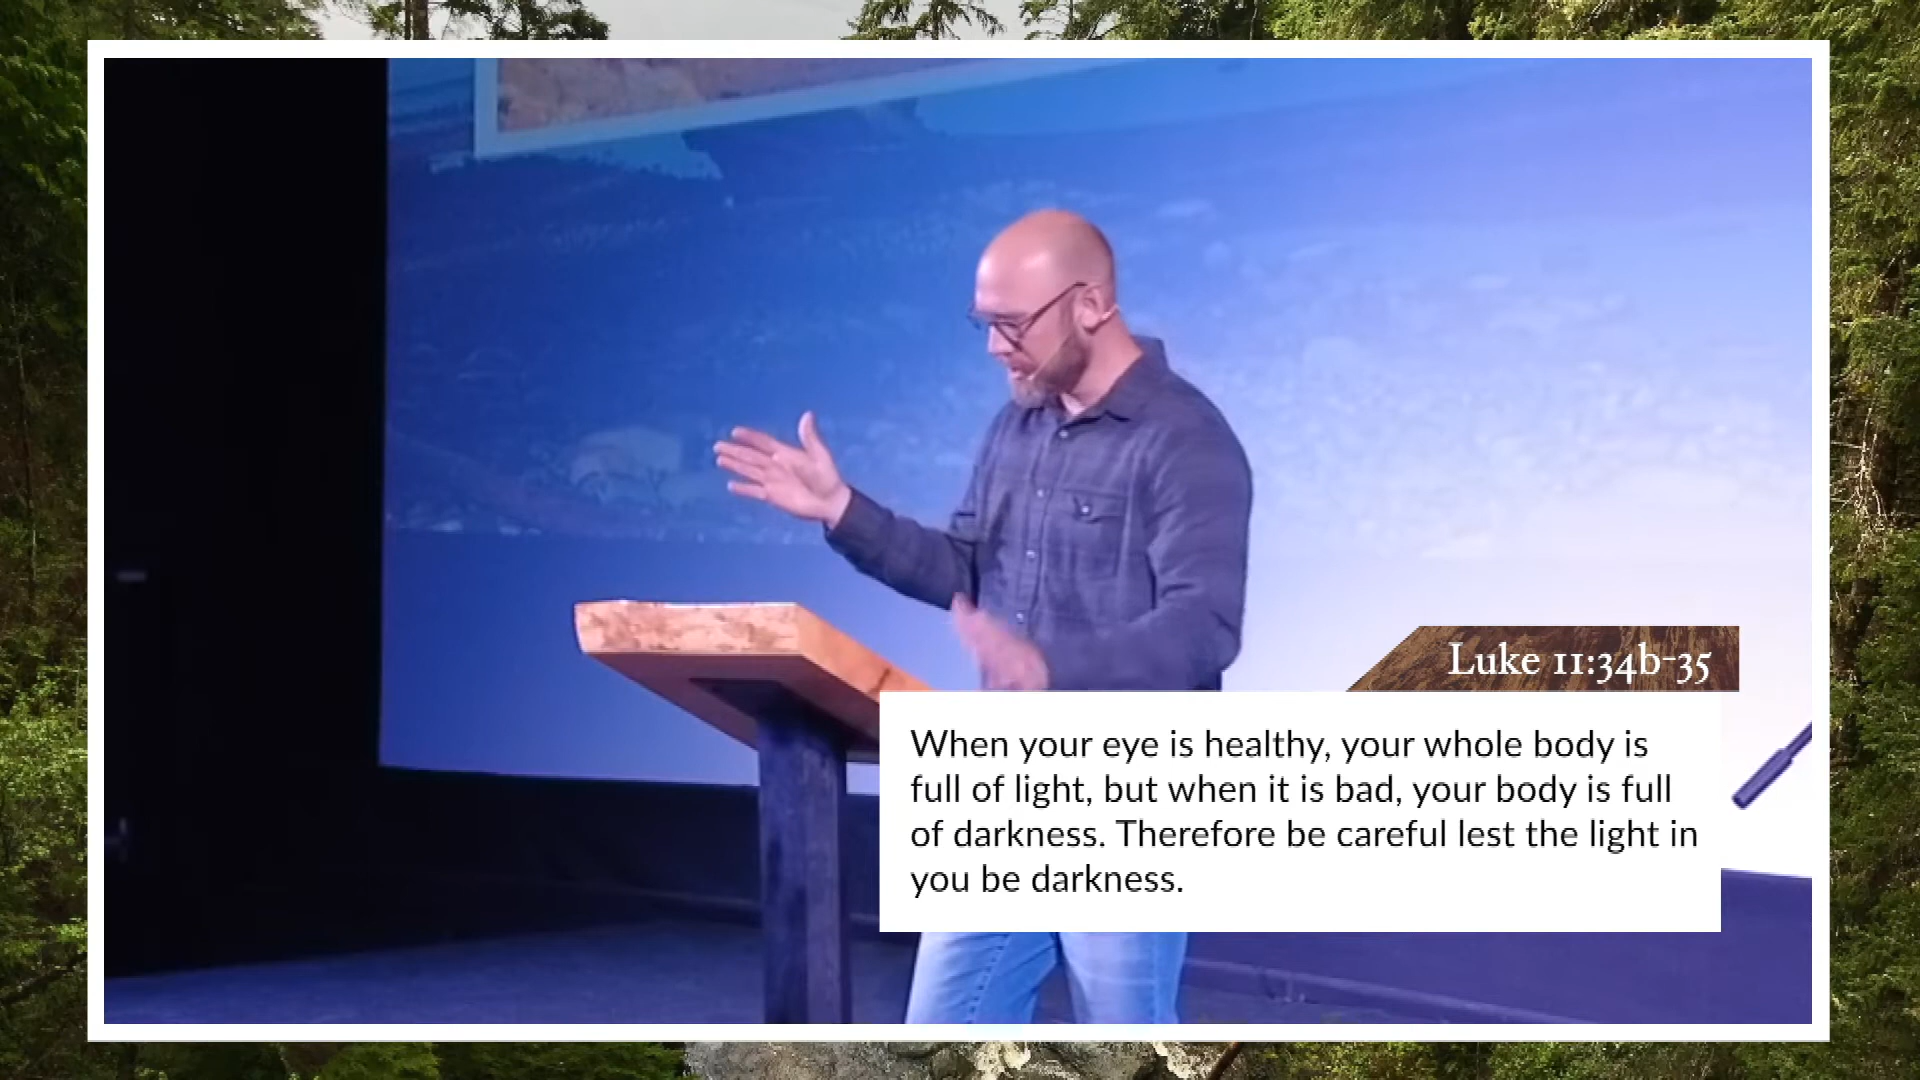 Luke 11:34b-35
When your eye is healthy, your whole body is
full of light, but when it is bad, your body is full
of darkness. Therefore be careful lest the light in
you be darkness.